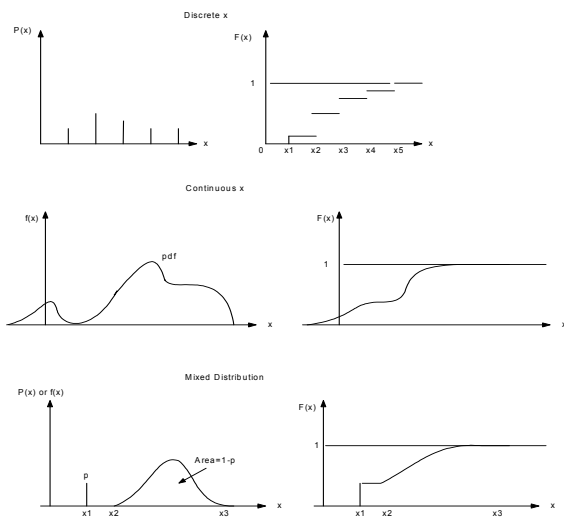 Discrete x
P(x)
F(x)
1
x
0 x1 x2 x3 x4 x5 x
Continuous x
f(x)
pdf
x
F(x)
1
x
Mixed Distribution
P(x) or f(x)
p
Area=1-p
x1 x2 x3 x
F(x)
1
x1 x2 x3 x